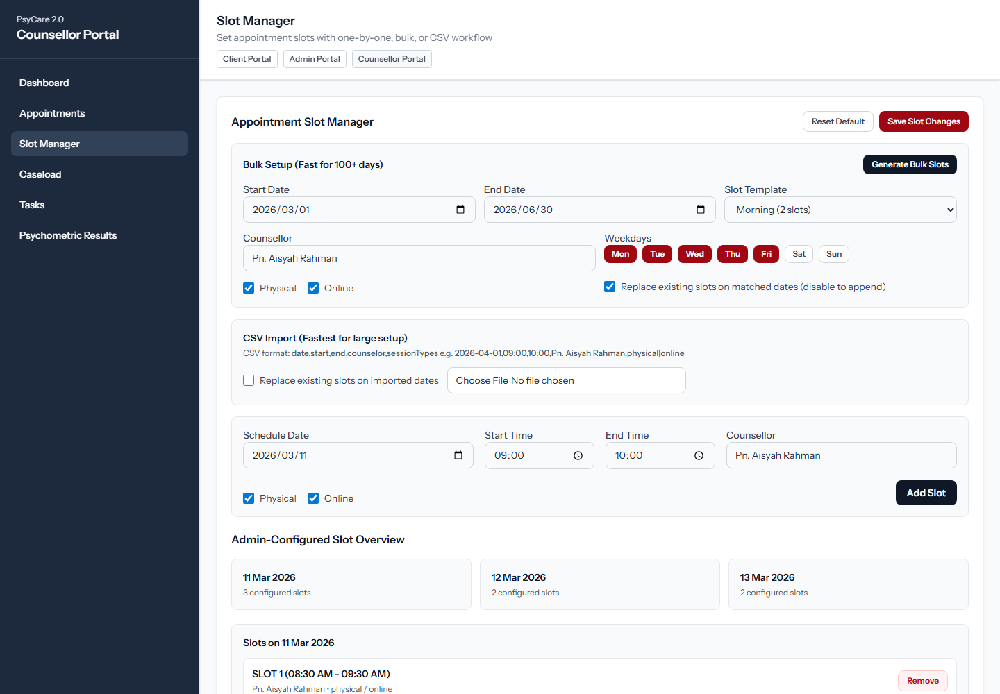 PsyCare 2.0
Counsellor Portal
Dashboard
Appointments
Slot Manager
Caseload
Tasks
Psychometric Results
Slot Manager
Set appointment slots with one-by-one, bulk, or CSV workflow
Client Portal Admin Portal Counsellor Portal
Appointment Slot Manager Reset Default Save Slot Changes
Bulk Setup (Fast for 100+ days) Generate Bulk Slots
Start Date End Date Slot Template
2026/03/01 2026/06/30 Morning (2 slots)
Counsellor Weekdays
Pn. Aisyah Rahman Mon Tue Wed Thu Fri Sat Sun
Physical Online Replace existing slots on matched dates (disable to append)
CSV Import (Fastest for large setup)
CSV format: date,start,end,counselor,sessionTypes e.g. 2026-04-01,09:00,10:00,Pn. Aisyah Rahman,physical|online
Replace existing slots on imported dates Choose File No file chosen
Schedule Date Start Time End Time Counsellor
2026/03/11 09:00 10:00 Pn. Aisyah Rahman
Physical Online Add Slot
Admin-Configured Slot Overview
11 Mar 2026 12 Mar 2026 13 Mar 2026
3 configured slots 2 configured slots 2 configured slots
Slots on 11 Mar 2026
SLOT 1 (08:30 AM - 09:30 AM) Remove
Pn. Aisyah Rahman • physical / online